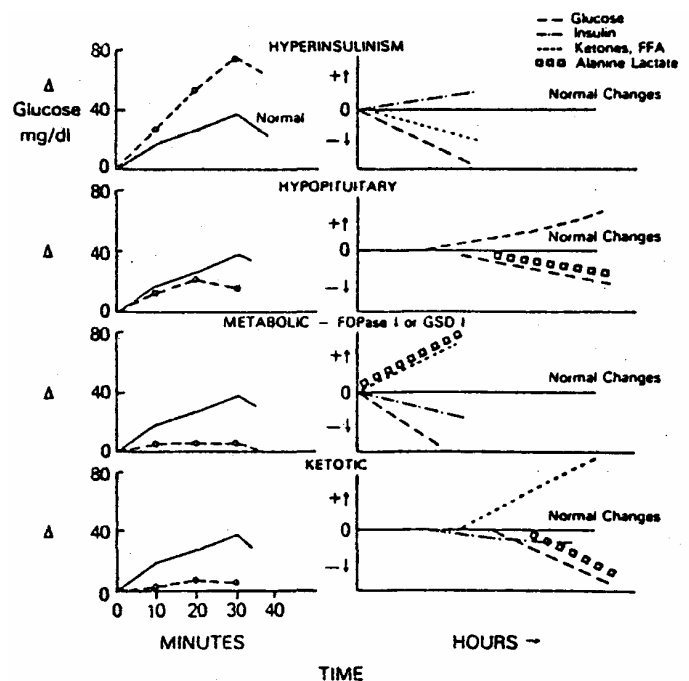 Glucose
Insulin
Ketones, FFA
Alanine Lactate
HYPERINSULINISM
80
40
0
Δ
Glucose
mg/dl
Normal
+↑
0
−↓
Normal Changes
HYPOPITUITARY
80
40
0
Δ
+↑
0
−↓
Normal Changes
METABOLIC – FDPase ↓ or GSD I
80
40
0
Δ
+↑
0
−↓
Normal Changes
KETOTIC
80
40
0
Δ
+↑
0
−↓
Normal Changes
0 10 20 30 40
MINUTES
HOURS →
TIME